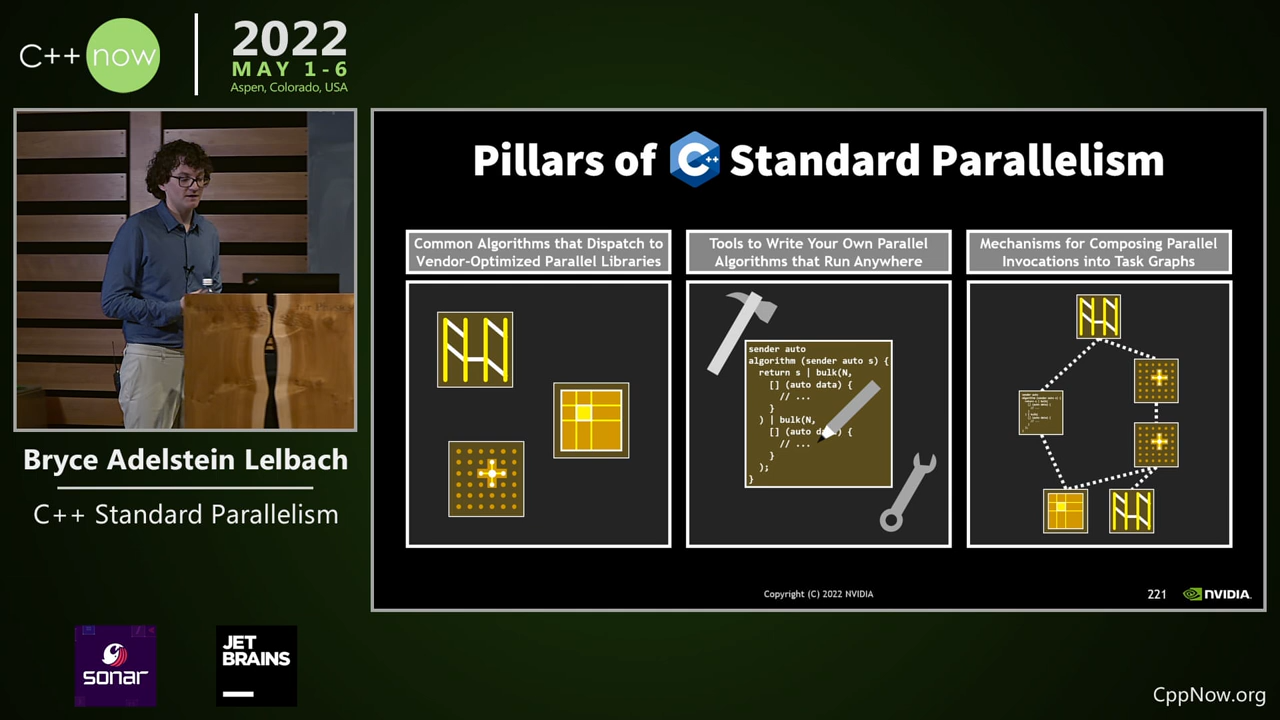 C++ now
2022
MAY 1-6
Aspen, Colorado, USA
Bryce Adelstein Lelbach
C++ Standard Parallelism
sonar
JET
BRAINS
Pillars of C++ Standard Parallelism
Common Algorithms that Dispatch to
Vendor-Optimized Parallel Libraries
Tools to Write Your Own Parallel
Algorithms that Run Anywhere
sender auto
algorithm (sender auto s) {
return s | bulk(N,
[] (auto data) {
// ...
}
) | bulk(N,
[] (auto {
// ...
}
);
}
Mechanisms for Composing Parallel
Invocations into Task Graphs
Copyright (C) 2022 NVIDIA
221
NVIDIA.
CppNow.org